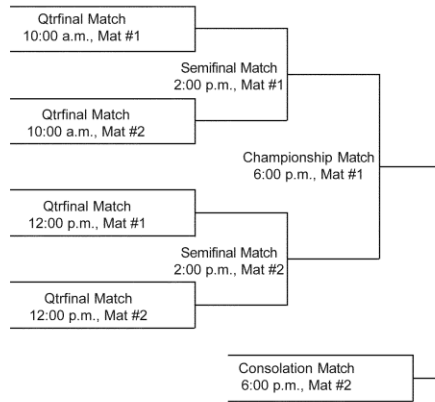 Qtrfinal Match
10:00 a.m., Mat #1
Semifinal Match
2:00 p.m., Mat #1
Qtrfinal Match
10:00 a.m., Mat #2
Championship Match
6:00 p.m., Mat #1
Qtrfinal Match
12:00 p.m., Mat #1
Semifinal Match
2:00 p.m., Mat #2
Qtrfinal Match
12:00 p.m., Mat #2
Consolation Match
6:00 p.m., Mat #2